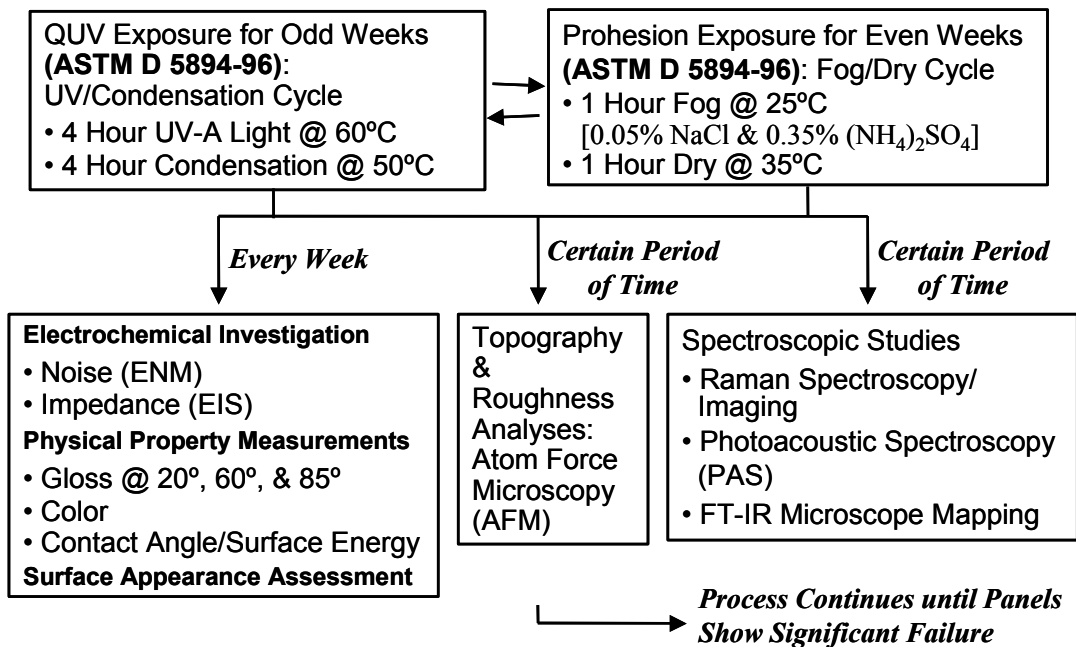 QUV Exposure for Odd Weeks
(ASTM D 5894-96):
UV/Condensation Cycle
• 4 Hour UV-A Light @ 60ºC
• 4 Hour Condensation @ 50ºC
Prohesion Exposure for Even Weeks
(ASTM D 5894-96): Fog/Dry Cycle
• 1 Hour Fog @ 25ºC
[0.05% NaCl & 0.35% (NH₄)₂SO₄]
• 1 Hour Dry @ 35ºC
Every Week
Certain Period
of Time
Certain Period
of Time
Electrochemical Investigation
• Noise (ENM)
• Impedance (EIS)
Physical Property Measurements
• Gloss @ 20º, 60º, & 85º
• Color
• Contact Angle/Surface Energy
Surface Appearance Assessment
Topography
&
Roughness
Analyses:
Atom Force
Microscopy
(AFM)
Spectroscopic Studies
• Raman Spectroscopy/
Imaging
• Photoacoustic Spectroscopy
(PAS)
• FT-IR Microscope Mapping
Process Continues until Panels
Show Significant Failure